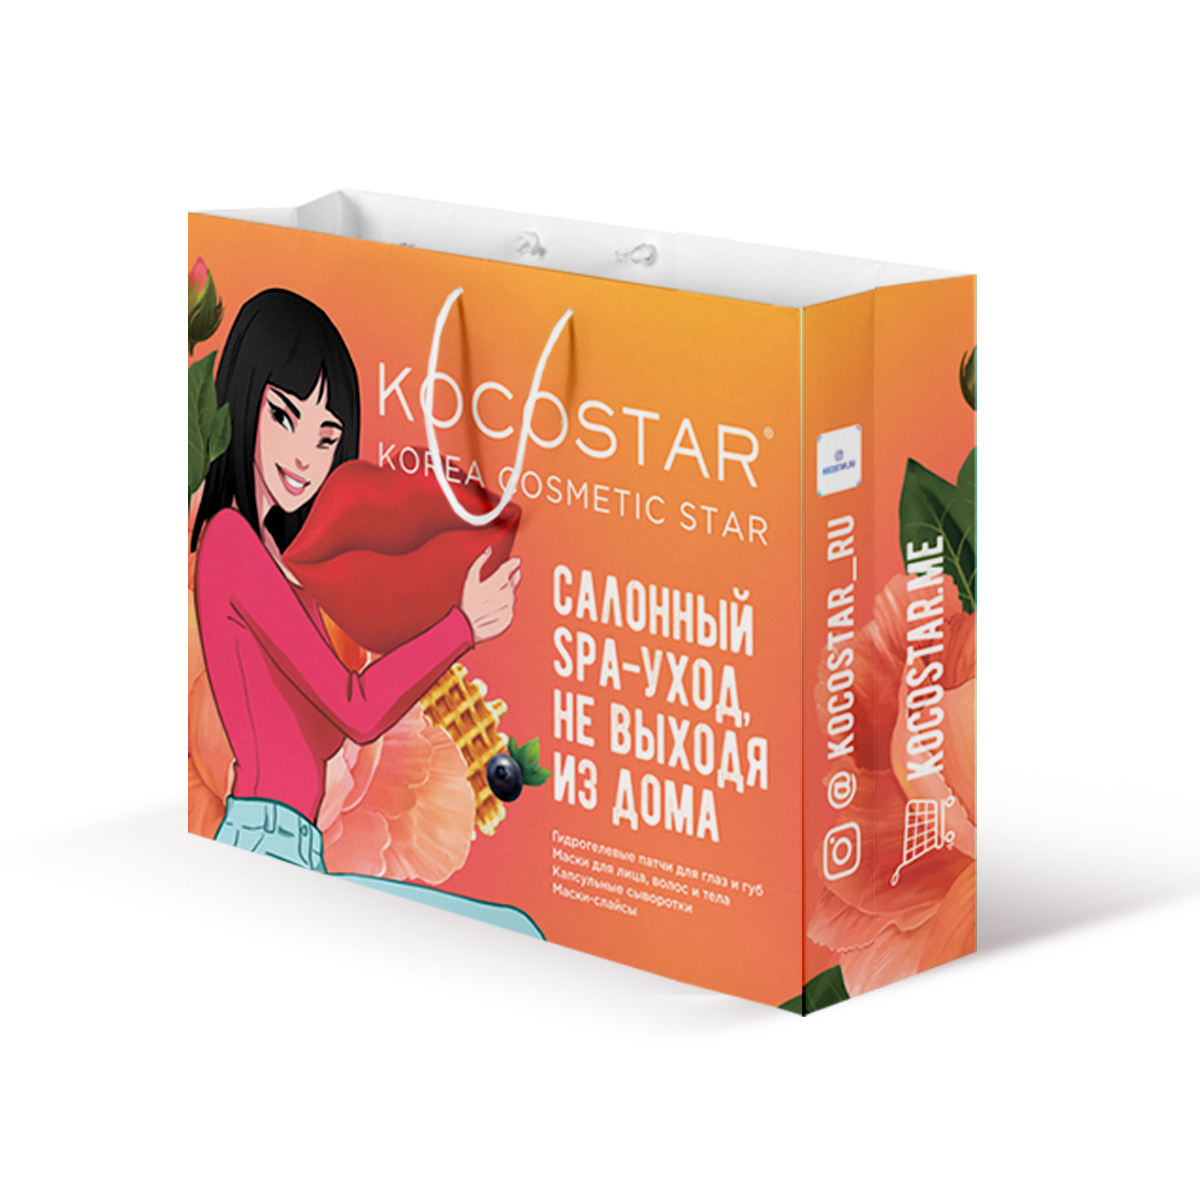 KOCOSTAR®
KOREA COSMETIC STAR
САЛОННЫЙ
SPA-УХОД,
НЕ ВЫХОДЯ
ИЗ ДОМА
Гидрогелевые патчи для глаз и губ
Маски для лица, волос и тела
Капсульные сыворотки
Маски-слайсы
@KOCOSTAR_RU
KOCOSTAR.ME
KOCOSTAR_RU